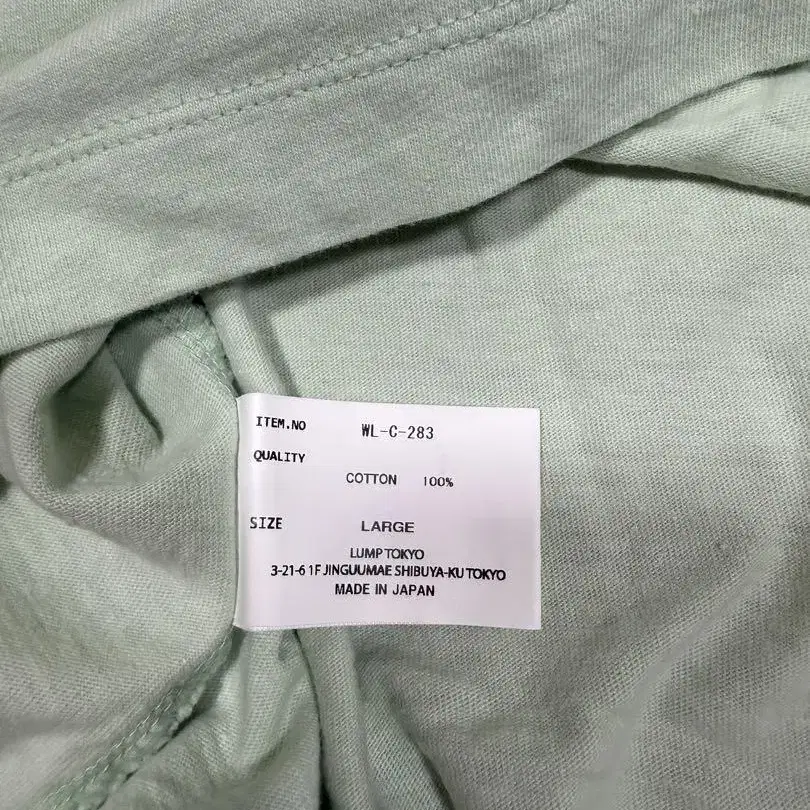 ITEM.NO WL-C-283
QUALITY
COTTON 100%
SIZE LARGE
LUMP TOKYO
3-21-6 1F JINGUUMAE SHIBUYA-KU TOKYO
MADE IN JAPAN